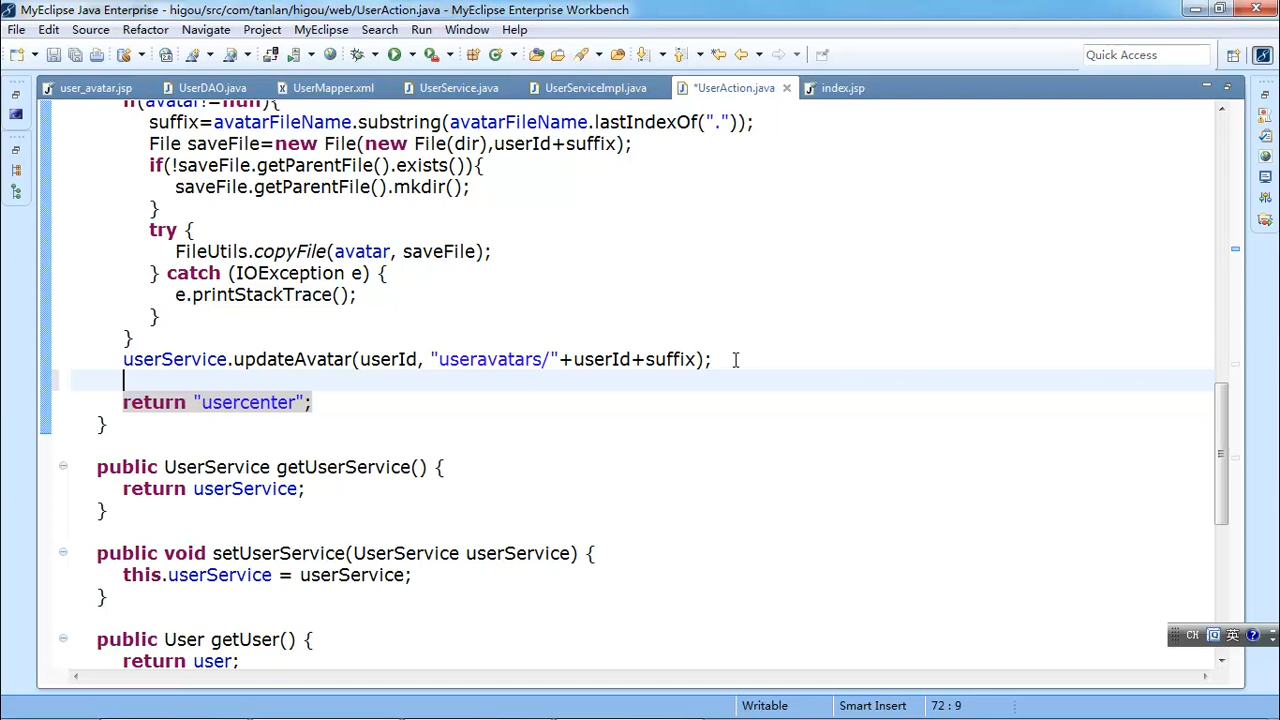 MyEclipse Java Enterprise - higou/src/com/tanlan/higou/web/UserAction.java - MyEclipse Enterprise Workbench
File Edit Source Refactor Navigate Project MyEclipse Search Run Window Help
Quick Access
user_avatar.jsp UserDAO.java UserMapper.xml UserService.java UserServiceImpl.java *UserAction.java index.jsp
if(avatar!=null){
suffix=avatarFileName.substring(avatarFileName.lastIndexOf("."));
File saveFile=new File(new File(dir),userId+suffix);
if(!saveFile.getParentFile().exists()){
saveFile.getParentFile().mkdir();
}
try {
FileUtils.copyFile(avatar, saveFile);
} catch (IOException e) {
e.printStackTrace();
}
}
userService.updateAvatar(userId, "useravatars/"+userId+suffix);
return "usercenter";
}
public UserService getUserService() {
return userService;
}
public void setUserService(UserService userService) {
this.userService = userService;
}
public User getUser() {
return user;
CH 英
Writable Smart Insert 72 : 9